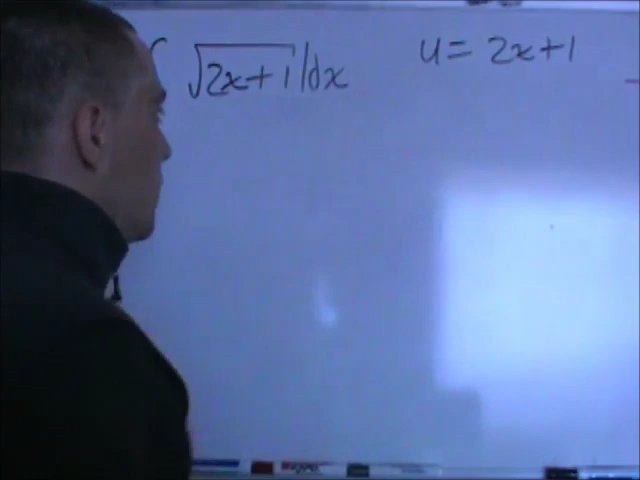 ∫ √2x+1 dx
u = 2x+1